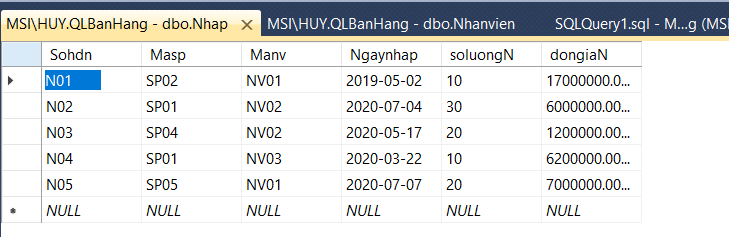 MSI\HUY.QLBanHang - dbo.Nhap MSI\HUY.QLBanHang - dbo.Nhanvien SQLQuery1.sql - M...g (MSI
Sohdn Masp Manv Ngaynhap soluongN dongiaN
N01 SP02 NV01 2019-05-02 10 17000000.0...
N02 SP01 NV02 2020-07-04 30 6000000.00...
N03 SP04 NV02 2020-05-17 20 1200000.00...
N04 SP01 NV03 2020-03-22 10 6200000.00...
N05 SP05 NV01 2020-07-07 20 7000000.00...
NULL NULL NULL NULL NULL NULL